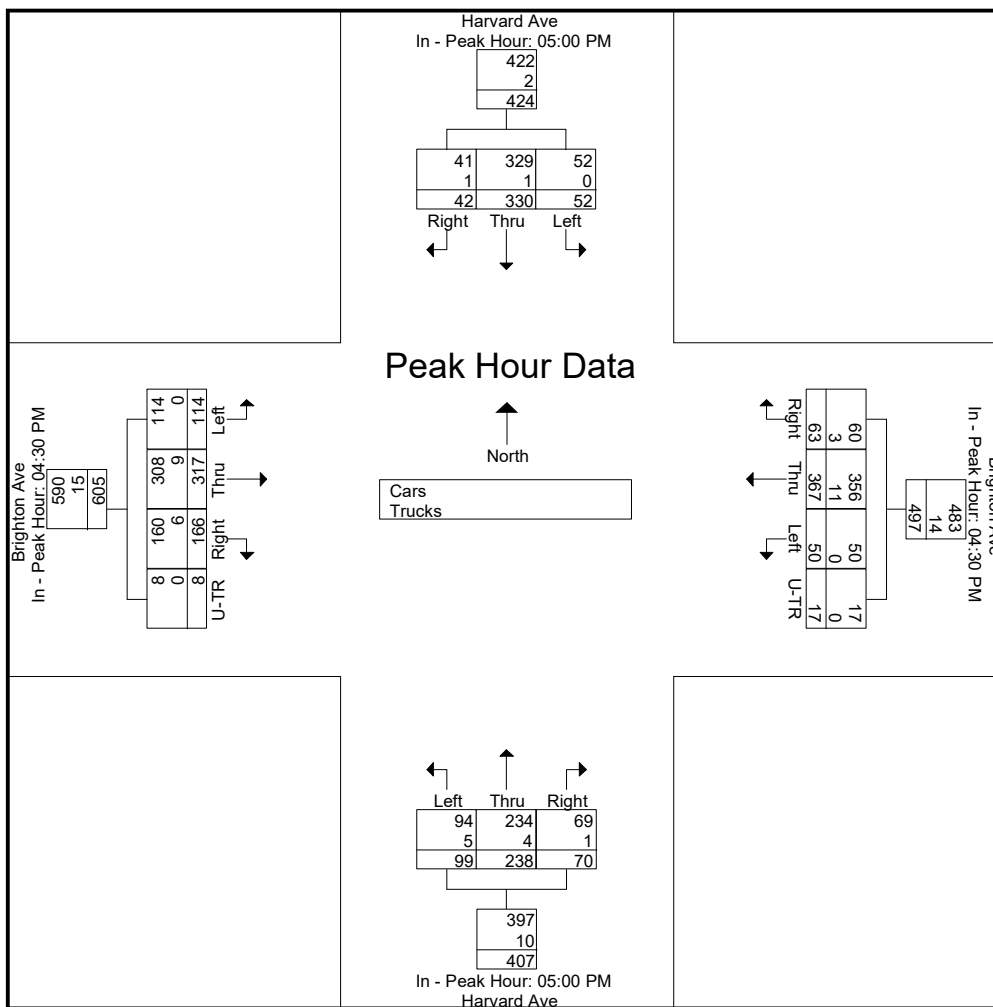 Harvard Ave
In - Peak Hour: 05:00 PM
422
2
424
41 329 52
1 1 0
42 330 52
Right Thru Left
Peak Hour Data
North
Cars
Trucks
Brighton Ave
In - Peak Hour: 04:30 PM
590
15
605
114 0 114 Left
308 9 317 Thru
160 6 166 Right
8 0 8 U-TR
Right 63 3 60
Thru 367 11 356
Left 50 0 50
U-TR 17 0 17
483
14
497
In - Peak Hour: 04:30 PM
Brighton Ave
Left Thru Right
94 234 69
5 4 1
99 238 70
397
10
407
In - Peak Hour: 05:00 PM
Harvard Ave